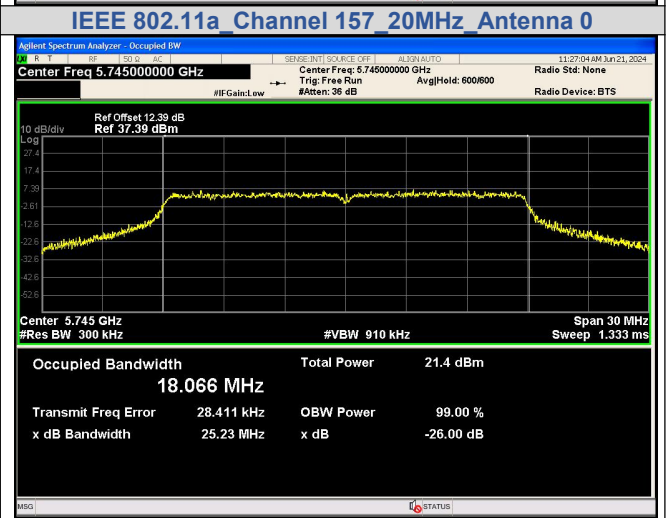 IEEE 802.11a_Channel 157_20MHz_Antenna 0
Agilent Spectrum Analyzer - Occupied BW
R T RF 50 Ω AC SENSE:INT SOURCE OFF ALIGN AUTO 11:27:04 AM Jun 21, 2024
Center Freq 5.745000000 GHz Center Freq: 5.745000000 GHz Radio Std: None
Trig: Free Run Avg|Hold: 600/600
#IFGain:Low #Atten: 36 dB Radio Device: BTS
Ref Offset 12.39 dB
10 dB/div Ref 37.39 dBm
Log
27.4
17.4
7.39
-2.61
-12.6
-22.6
-32.6
-42.6
-52.6
Center 5.745 GHz Span 30 MHz
#Res BW 300 kHz #VBW 910 kHz Sweep 1.333 ms
Occupied Bandwidth Total Power 21.4 dBm
18.066 MHz
Transmit Freq Error 28.411 kHz OBW Power 99.00 %
x dB Bandwidth 25.23 MHz x dB -26.00 dB
MSG STATUS